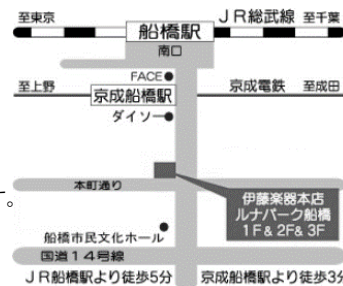 至東京
船橋駅
JR総武線
至千葉
南口
FACE
至上野
京成船橋駅
京成電鉄
至成田
ダイソー
。
本町通り
伊藤楽器本店
ルナパーク船橋
1F& 2F& 3F
船橋市民文化ホール
国道14号線
JR船橋駅より徒歩5分
京成船橋駅より徒歩3分